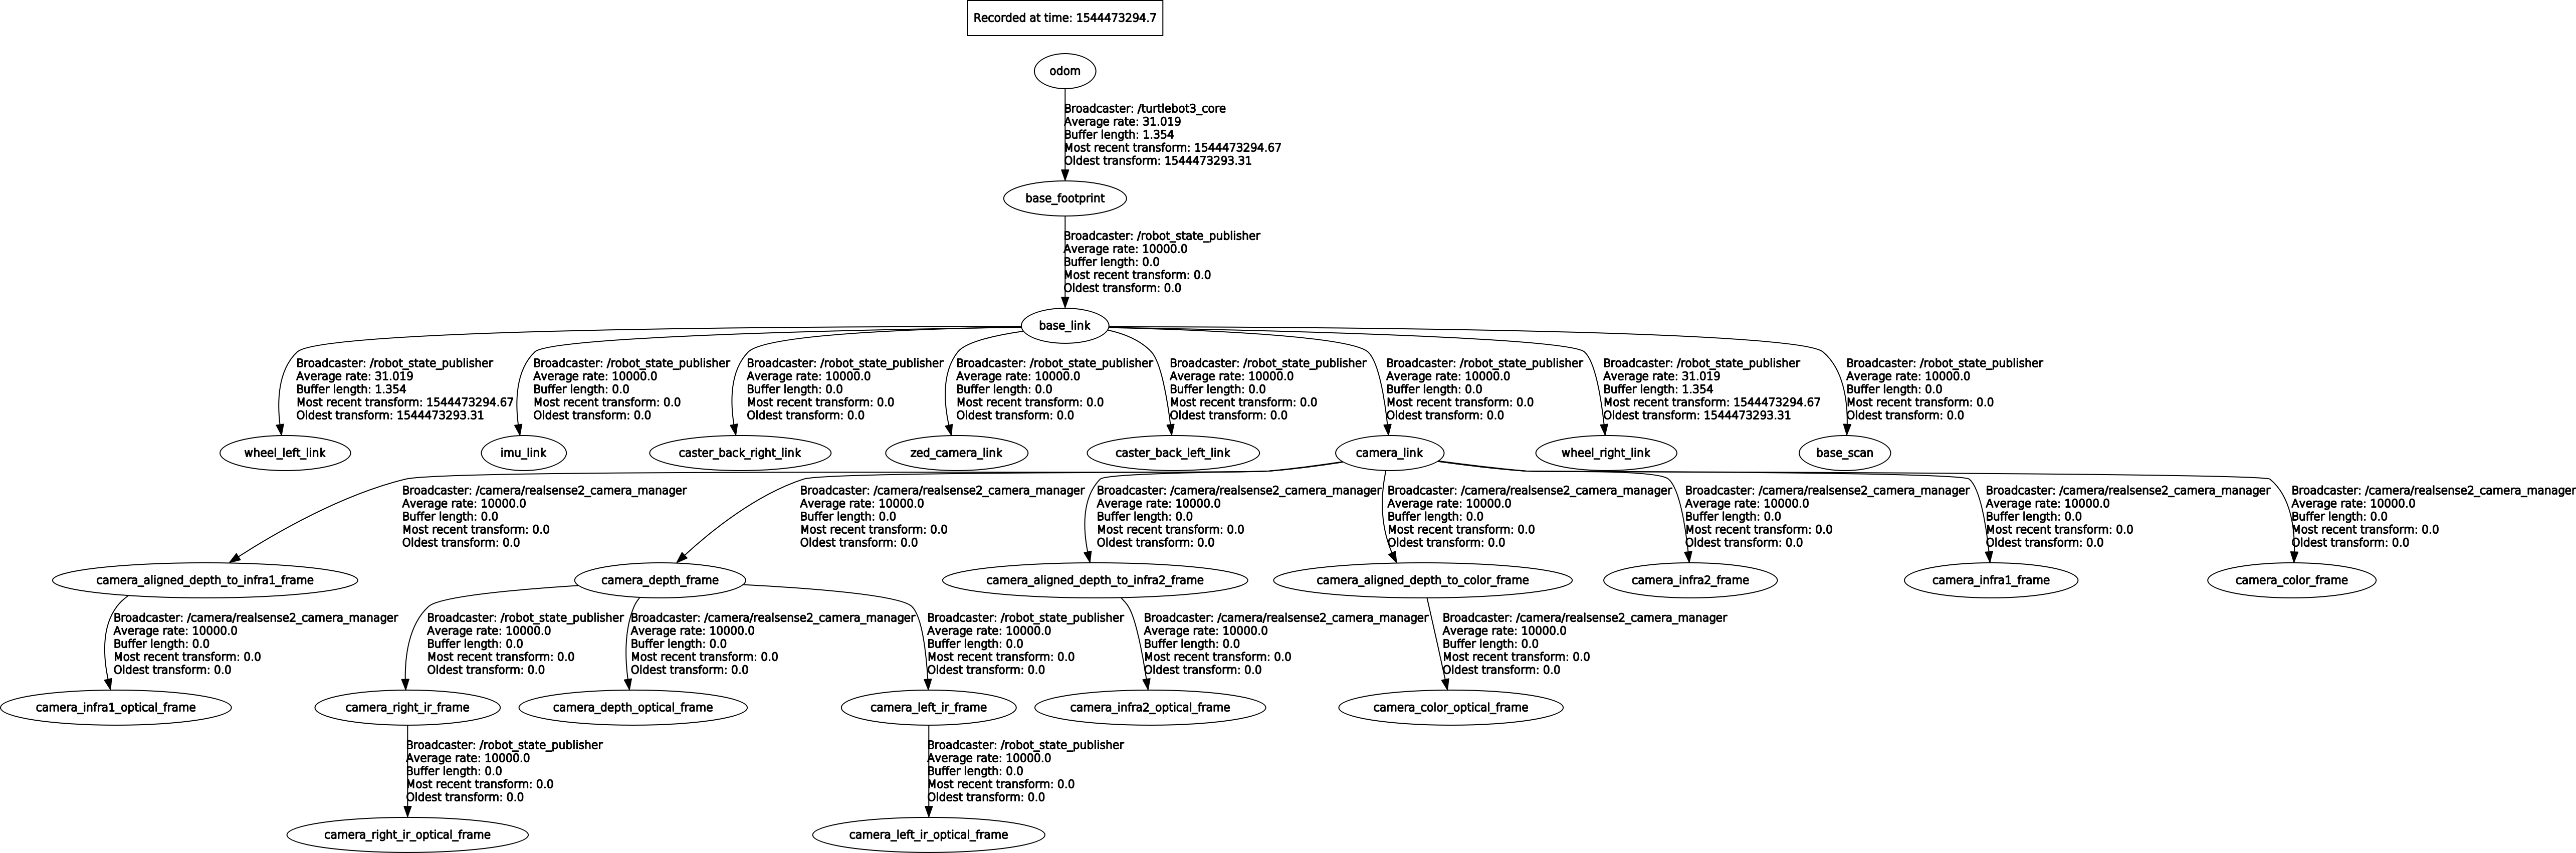 Recorded at time: 1544473294.7
odom
Broadcaster: /turtlebot3_core
Average rate: 31.019
Buffer length: 1.354
Most recent transform: 1544473294.67
Oldest transform: 1544473293.31
base_footprint
Broadcaster: /robot_state_publisher
Average rate: 10000.0
Buffer length: 0.0
Most recent transform: 0.0
Oldest transform: 0.0
base_link
Broadcaster: /robot_state_publisher
Average rate: 31.019
Buffer length: 1.354
Most recent transform: 1544473294.67
Oldest transform: 1544473293.31
Broadcaster: /robot_state_publisher
Average rate: 10000.0
Buffer length: 0.0
Most recent transform: 0.0
Oldest transform: 0.0
Broadcaster: /robot_state_publisher
Average rate: 10000.0
Buffer length: 0.0
Most recent transform: 0.0
Oldest transform: 0.0
Broadcaster: /robot_state_publisher
Average rate: 10000.0
Buffer length: 0.0
Most recent transform: 0.0
Oldest transform: 0.0
Broadcaster: /robot_state_publisher
Average rate: 10000.0
Buffer length: 0.0
Most recent transform: 0.0
Oldest transform: 0.0
Broadcaster: /robot_state_publisher
Average rate: 10000.0
Buffer length: 0.0
Most recent transform: 0.0
Oldest transform: 0.0
Broadcaster: /robot_state_publisher
Average rate: 31.019
Buffer length: 1.354
Most recent transform: 1544473294.67
Oldest transform: 1544473293.31
Broadcaster: /robot_state_publisher
Average rate: 10000.0
Buffer length: 0.0
Most recent transform: 0.0
Oldest transform: 0.0
wheel_left_link
imu_link
caster_back_right_link
zed_camera_link
caster_back_left_link
camera_link
wheel_right_link
base_scan
Broadcaster: /camera/realsense2_camera_manager
Average rate: 10000.0
Buffer length: 0.0
Most recent transform: 0.0
Oldest transform: 0.0
Broadcaster: /camera/realsense2_camera_manager
Average rate: 10000.0
Buffer length: 0.0
Most recent transform: 0.0
Oldest transform: 0.0
Broadcaster: /camera/realsense2_camera_manager
Average rate: 10000.0
Buffer length: 0.0
Most recent transform: 0.0
Oldest transform: 0.0
Broadcaster: /camera/realsense2_camera_manager
Average rate: 10000.0
Buffer length: 0.0
Most recent transform: 0.0
Oldest transform: 0.0
Broadcaster: /camera/realsense2_camera_manager
Average rate: 10000.0
Buffer length: 0.0
Most recent transform: 0.0
Oldest transform: 0.0
Broadcaster: /camera/realsense2_camera_manager
Average rate: 10000.0
Buffer length: 0.0
Most recent transform: 0.0
Oldest transform: 0.0
Broadcaster: /camera/realsense2_camera_manager
Average rate: 10000.0
Buffer length: 0.0
Most recent transform: 0.0
Oldest transform: 0.0
camera_aligned_depth_to_infra1_frame
camera_depth_frame
camera_aligned_depth_to_infra2_frame
camera_aligned_depth_to_color_frame
camera_infra2_frame
camera_infra1_frame
camera_color_frame
Broadcaster: /camera/realsense2_camera_manager
Average rate: 10000.0
Buffer length: 0.0
Most recent transform: 0.0
Oldest transform: 0.0
Broadcaster: /robot_state_publisher
Average rate: 10000.0
Buffer length: 0.0
Most recent transform: 0.0
Oldest transform: 0.0
Broadcaster: /camera/realsense2_camera_manager
Average rate: 10000.0
Buffer length: 0.0
Most recent transform: 0.0
Oldest transform: 0.0
Broadcaster: /robot_state_publisher
Average rate: 10000.0
Buffer length: 0.0
Most recent transform: 0.0
Oldest transform: 0.0
Broadcaster: /camera/realsense2_camera_manager
Average rate: 10000.0
Buffer length: 0.0
Most recent transform: 0.0
Oldest transform: 0.0
Broadcaster: /camera/realsense2_camera_manager
Average rate: 10000.0
Buffer length: 0.0
Most recent transform: 0.0
Oldest transform: 0.0
camera_infra1_optical_frame
camera_right_ir_frame
camera_depth_optical_frame
camera_left_ir_frame
camera_infra2_optical_frame
camera_color_optical_frame
Broadcaster: /robot_state_publisher
Average rate: 10000.0
Buffer length: 0.0
Most recent transform: 0.0
Oldest transform: 0.0
Broadcaster: /robot_state_publisher
Average rate: 10000.0
Buffer length: 0.0
Most recent transform: 0.0
Oldest transform: 0.0
camera_right_ir_optical_frame
camera_left_ir_optical_frame